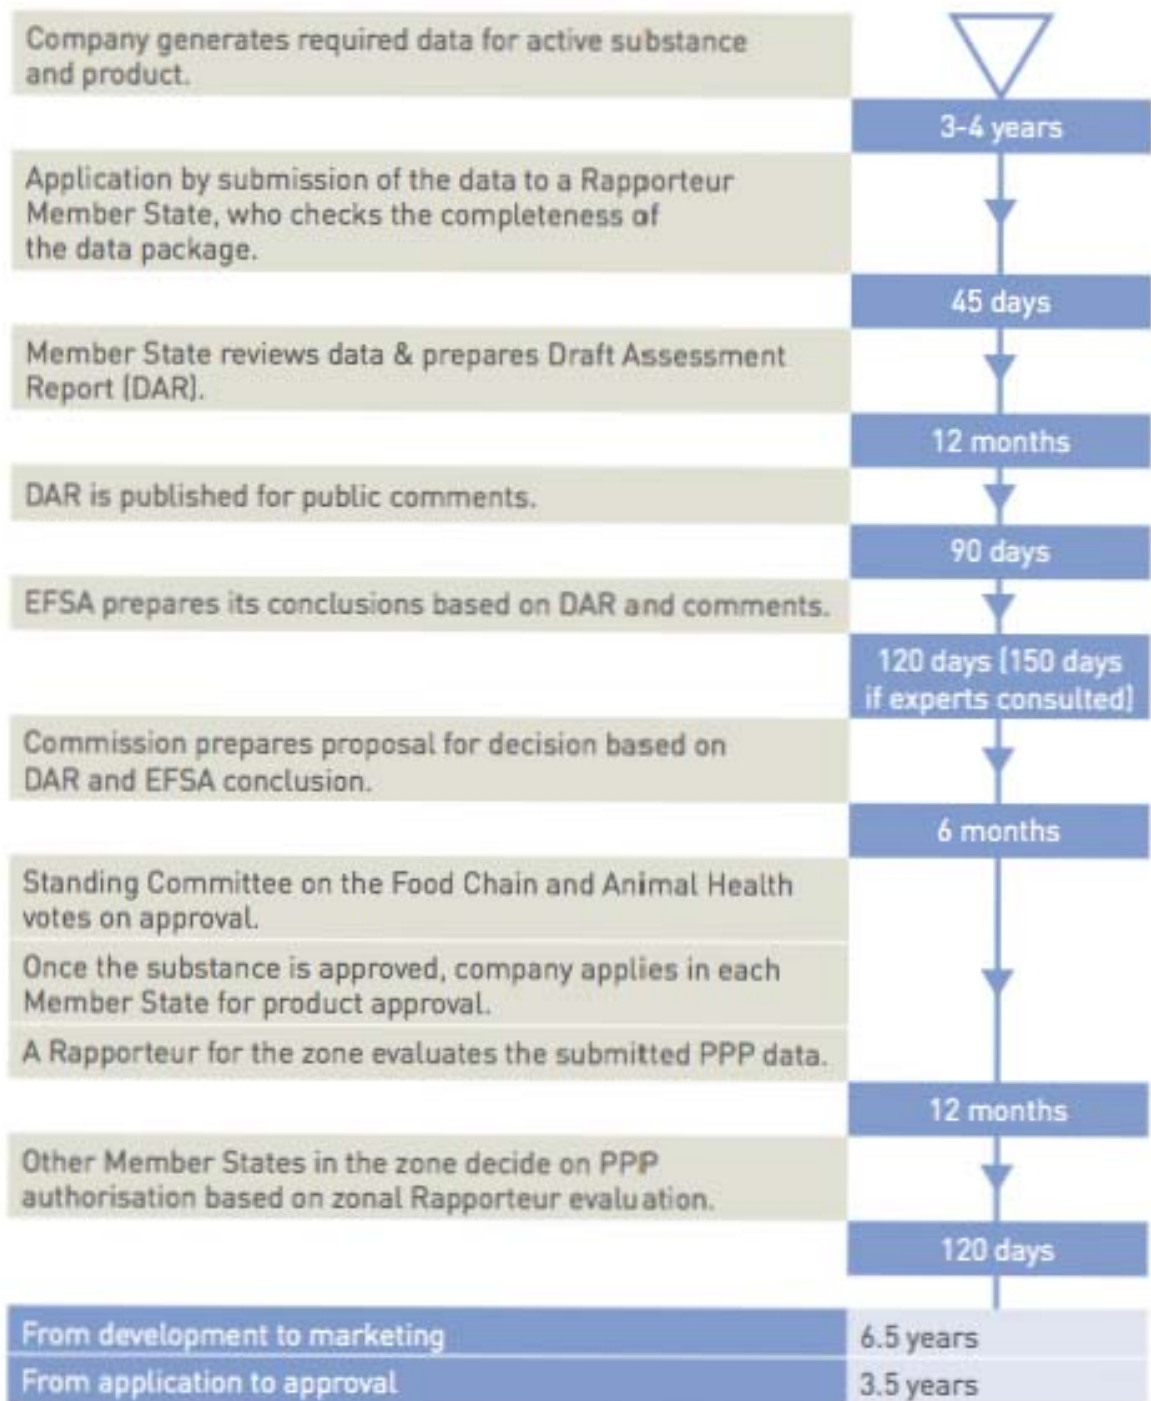 Company generates required data for active substance
and product.
3-4 years
Application by submission of the data to a Rapporteur
Member State, who checks the completeness of
the data package.
45 days
Member State reviews data & prepares Draft Assessment
Report (DAR).
12 months
DAR is published for public comments.
90 days
EFSA prepares its conclusions based on DAR and comments.
120 days (150 days
if experts consulted)
Commission prepares proposal for decision based on
DAR and EFSA conclusion.
6 months
Standing Committee on the Food Chain and Animal Health
votes on approval.
Once the substance is approved, company applies in each
Member State for product approval.
A Rapporteur for the zone evaluates the submitted PPP data.
12 months
Other Member States in the zone decide on PPP
authorisation based on zonal Rapporteur evaluation.
120 days
From development to marketing
6.5 years
From application to approval
3.5 years